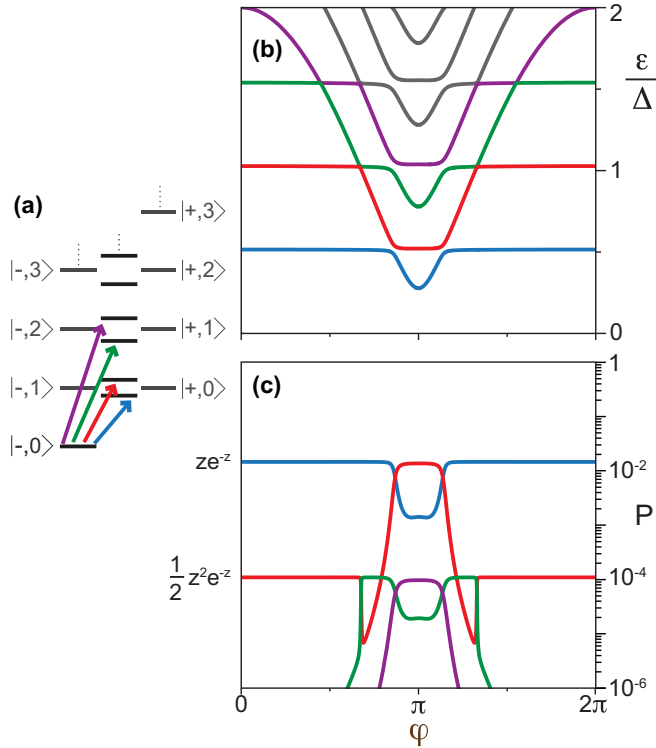 (a)
|-,3⟩
|-,2⟩
|-,1⟩
|-,0⟩
|+,3⟩
|+,2⟩
|+,1⟩
|+,0⟩
(b)
2
ε
Δ
1
0
(c)
ze⁻ᶻ
½ z²e⁻ᶻ
1
10⁻²
P
10⁻⁴
10⁻⁶
0
π
2π
φ